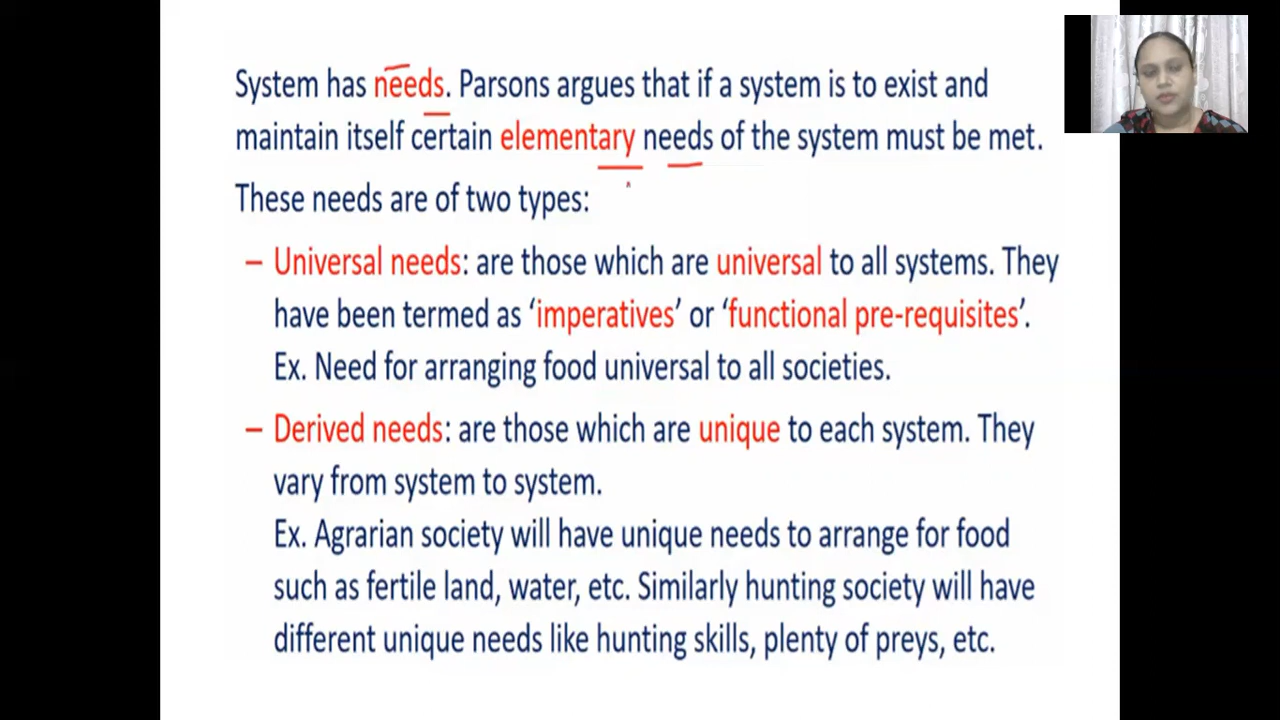 System has needs. Parsons argues that if a system is to exist and
maintain itself certain elementary needs of the system must be met.
These needs are of two types:
– Universal needs: are those which are universal to all systems. They
have been termed as ‘imperatives’ or ‘functional pre-requisites’.
Ex. Need for arranging food universal to all societies.
– Derived needs: are those which are unique to each system. They
vary from system to system.
Ex. Agrarian society will have unique needs to arrange for food
such as fertile land, water, etc. Similarly hunting society will have
different unique needs like hunting skills, plenty of preys, etc.